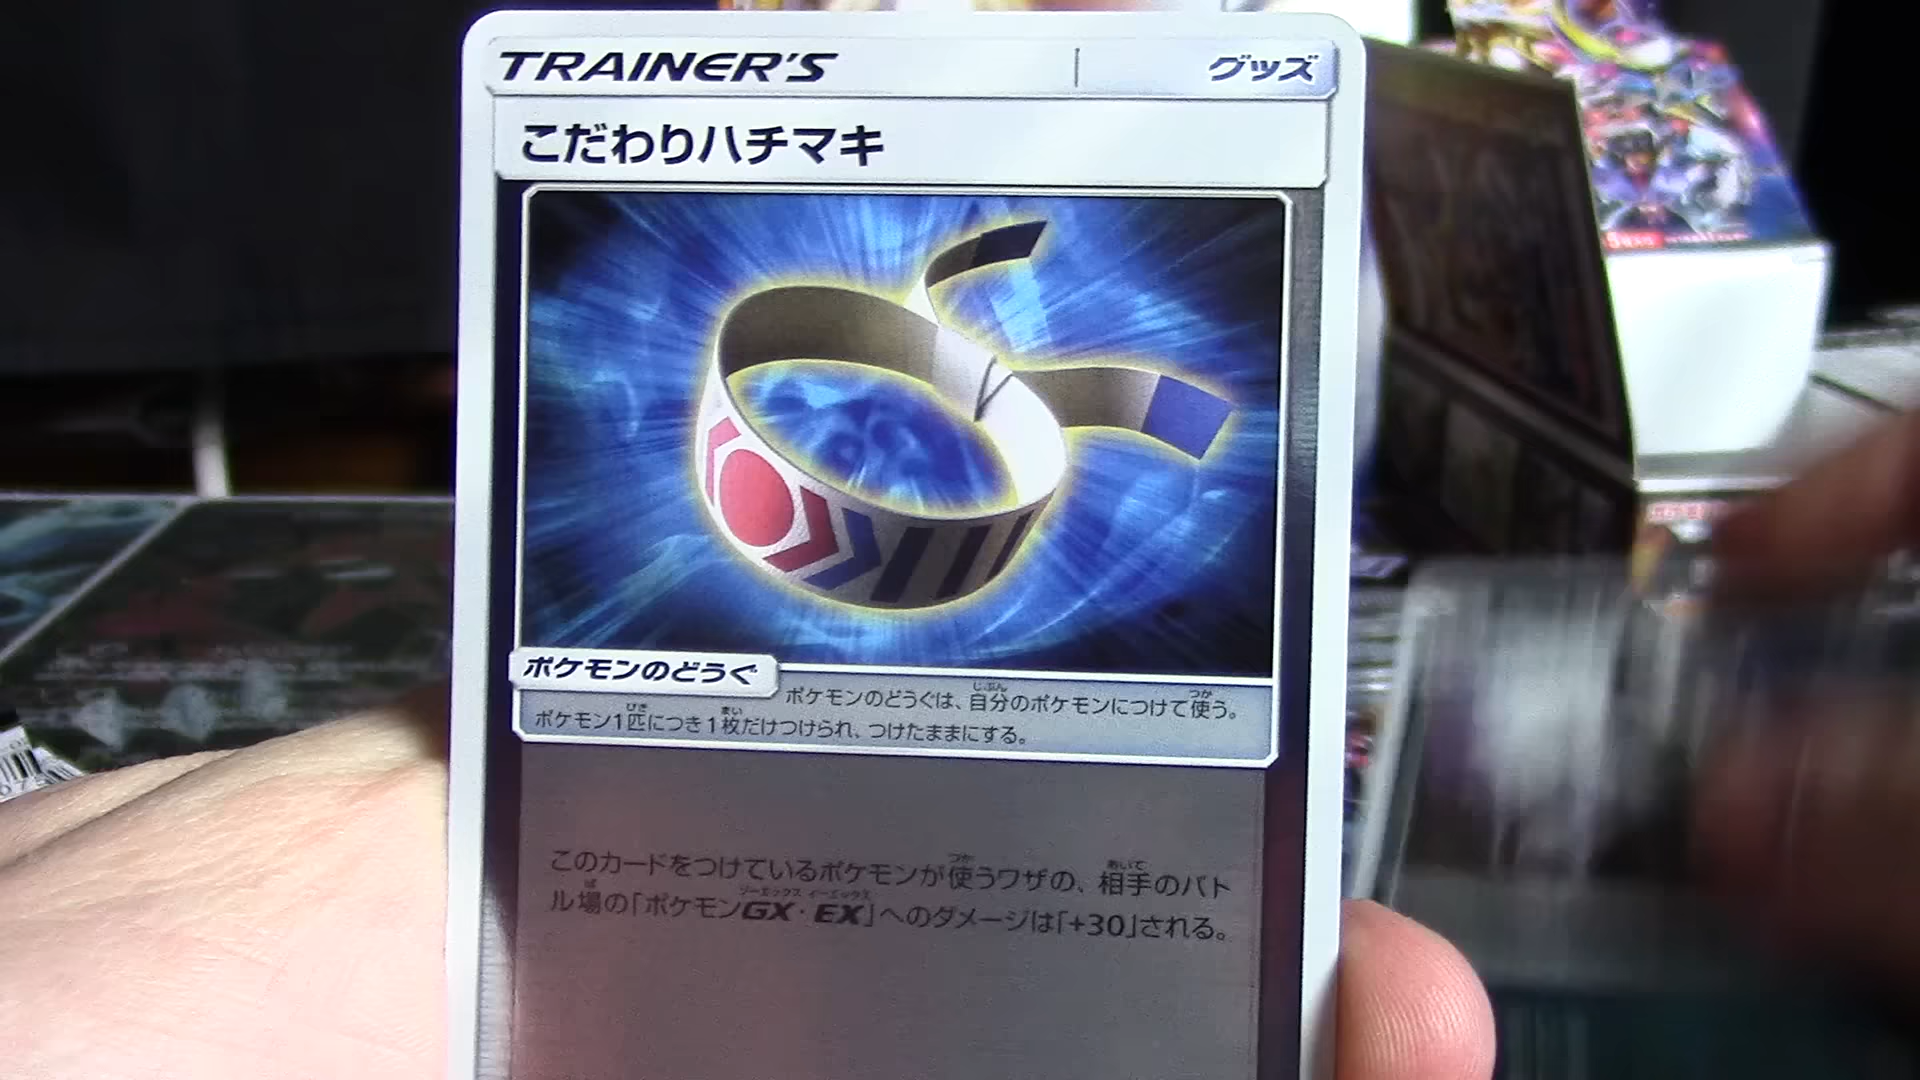 TRAINER'S
グッズ
こだわりハチマキ
ポケモンのどうぐ
ポケモンのどうぐは、自分のポケモンにつけて使う。
ポケモン1匹につき1枚だけつけられ、つけたままにする。
このカードをつけているポケモンが使うワザの、相手のバト
ル場の「ポケモンGX・EX」へのダメージは「+30」される。